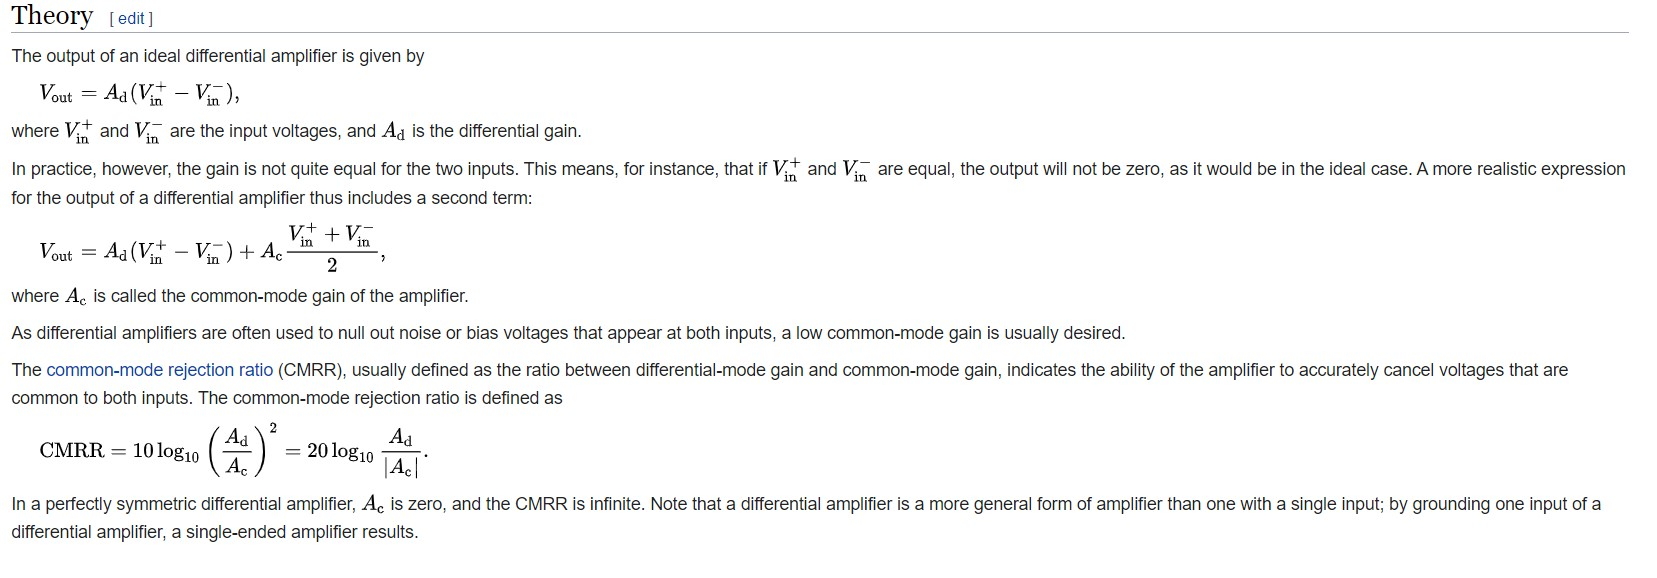 Theory [ edit ]
The output of an ideal differential amplifier is given by
V_out = A_d(V_in^+ − V_in^−),
where V_in^+ and V_in^− are the input voltages, and A_d is the differential gain.
In practice, however, the gain is not quite equal for the two inputs. This means, for instance, that if V_in^+ and V_in^− are equal, the output will not be zero, as it would be in the ideal case. A more realistic expression
for the output of a differential amplifier thus includes a second term:
V_out = A_d(V_in^+ − V_in^−) + A_c (V_in^+ + V_in^−)/2,
where A_c is called the common-mode gain of the amplifier.
As differential amplifiers are often used to null out noise or bias voltages that appear at both inputs, a low common-mode gain is usually desired.
The common-mode rejection ratio (CMRR), usually defined as the ratio between differential-mode gain and common-mode gain, indicates the ability of the amplifier to accurately cancel voltages that are
common to both inputs. The common-mode rejection ratio is defined as
CMRR = 10 log_10 (A_d/A_c)^2 = 20 log_10 A_d/|A_c|.
In a perfectly symmetric differential amplifier, A_c is zero, and the CMRR is infinite. Note that a differential amplifier is a more general form of amplifier than one with a single input; by grounding one input of a
differential amplifier, a single-ended amplifier results.